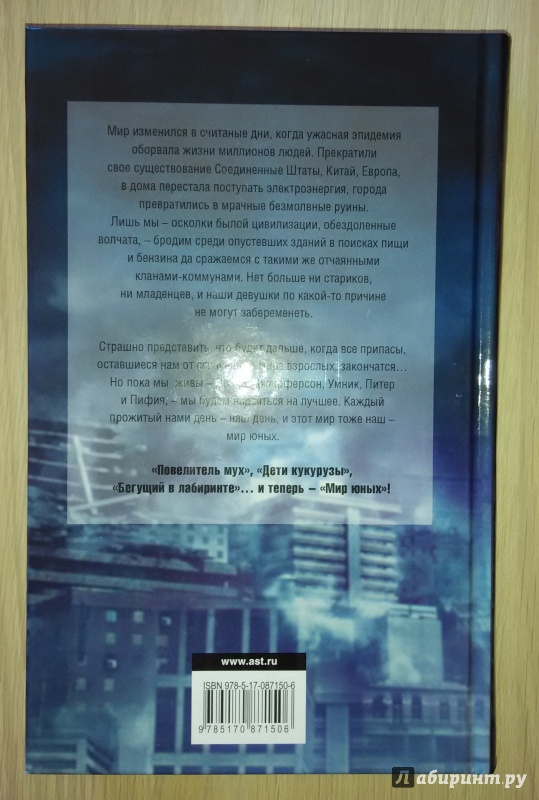 Мир изменился в считаные дни, когда ужасная эпидемия
оборвала жизни миллионов людей. Прекратили
свое существование Соединенные Штаты, Китай, Европа,
в дома перестала поступать электроэнергия, города
превратились в мрачные безмолвные руины.
Лишь мы – осколки былой цивилизации, обездоленные
волчата, – бродим среди опустевших зданий в поисках пищи
и бензина да сражаемся с такими же отчаянными
кланами-коммунами. Нет больше ни стариков,
ни младенцев, и наши девушки по какой-то причине
не могут забеременеть.
Страшно представить, что будет дальше, когда все припасы,
оставшиеся нам от взрослых, закончатся...
Но пока мы живы – Джефферсон, Умник, Питер
и Пифия, – мы будем надеяться на лучшее. Каждый
прожитый нами день – наш день, и этот мир тоже наш –
мир юных.
«Повелитель мух», «Дети кукурузы»,
«Бегущий в лабиринте»... и теперь – «Мир юных»!
www.ast.ru
ISBN 978-5-17-087150-6
9 785170 871506
Лабиринт.ру